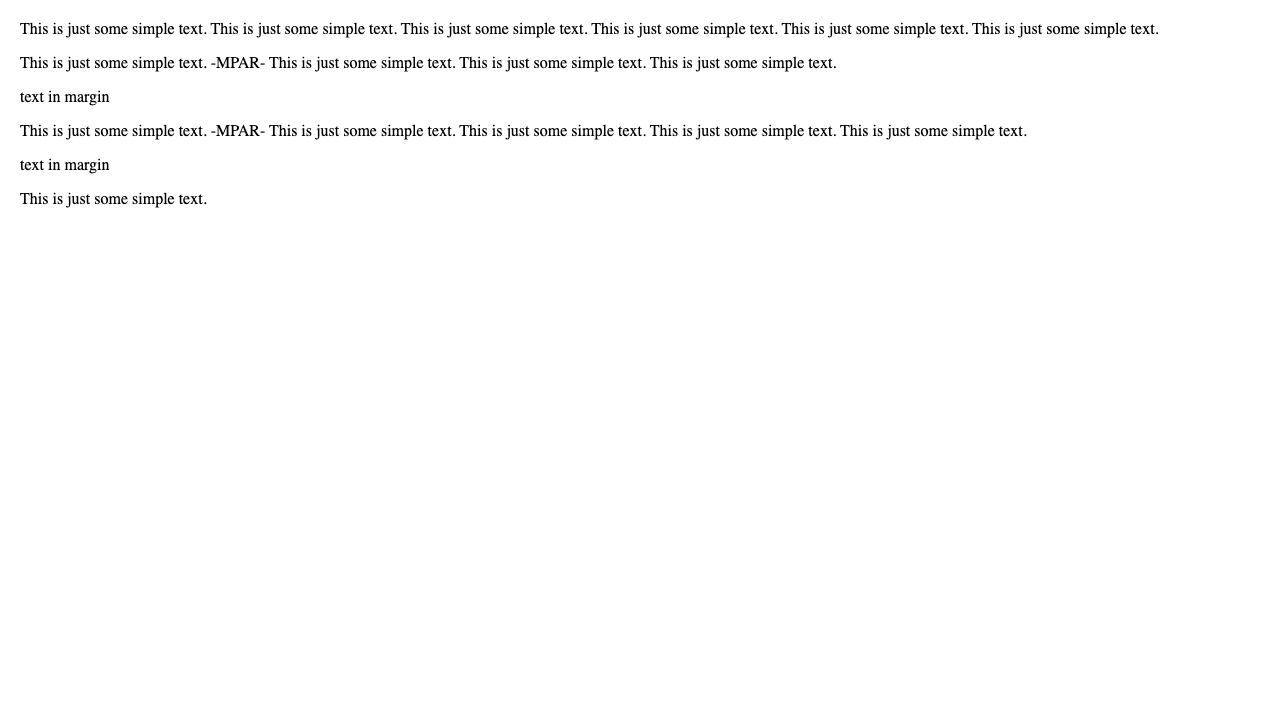 This is just some simple text. This is just some simple text. This is just some simple text. This is just some simple text. This is just some simple text. This is just some simple text.
This is just some simple text. -MPAR- This is just some simple text. This is just some simple text. This is just some simple text.
text in margin
This is just some simple text. -MPAR- This is just some simple text. This is just some simple text. This is just some simple text. This is just some simple text.
text in margin
This is just some simple text.